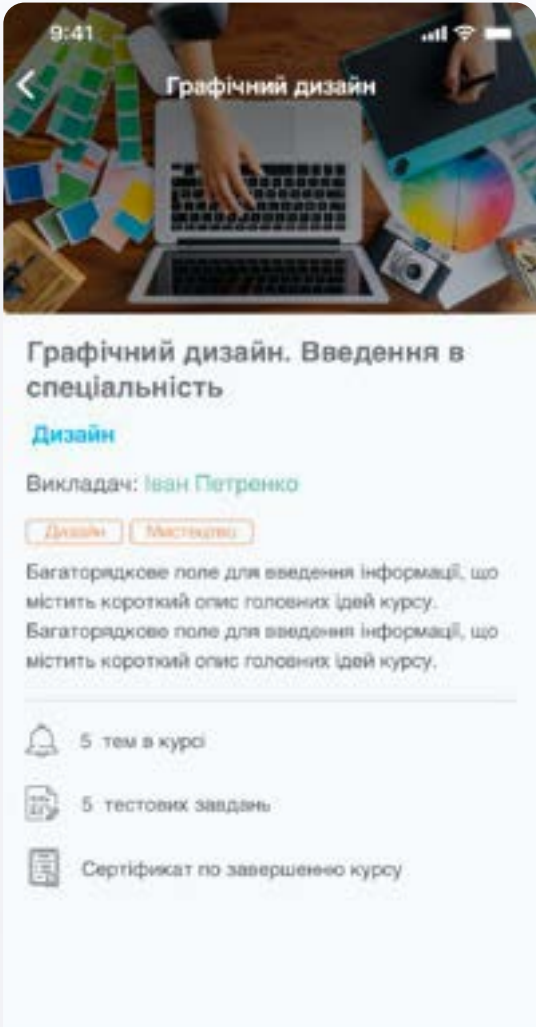 9:41
Графічний дизайн
Графічний дизайн. Введення в
спеціальність
Дизайн
Викладач: Іван Петренко
Дизайн Мистецтво
Багаторядкове поле для введення інформації, що
містить короткий опис головних ідей курсу.
Багаторядкове поле для введення інформації, що
містить короткий опис головних ідей курсу.
5 тем в курсі
5 тестових завдань
Сертіфикат по завершенню курсу